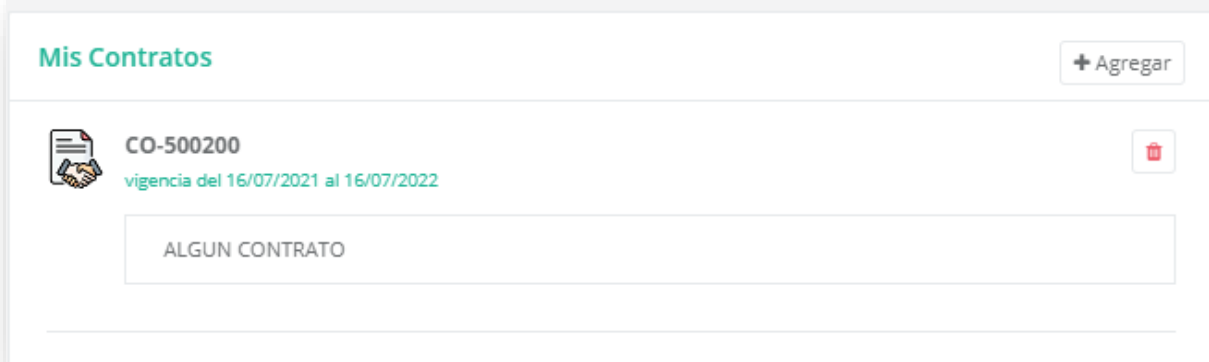 Mis Contratos
Agregar
CO-500200
vigencia del 16/07/2021 al 16/07/2022
ALGUN CONTRATO